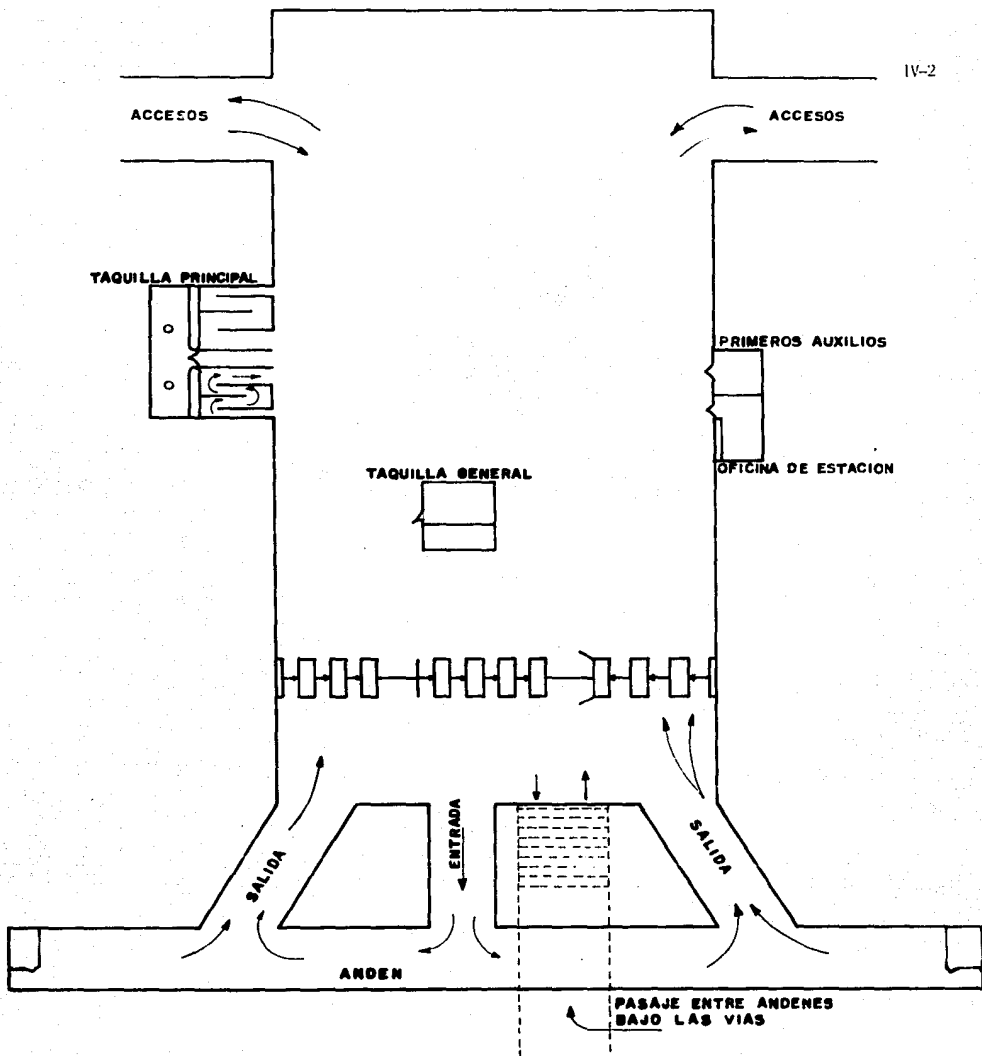 IV-2
ACCESOS
ACCESOS
TAQUILLA PRINCIPAL
PRIMEROS AUXILIOS
OFICINA DE ESTACION
TAQUILLA GENERAL
ENTRADA
SALIDA
SALIDA
ANDEN
PASAJE ENTRE ANDENES
BAJO LAS VIAS